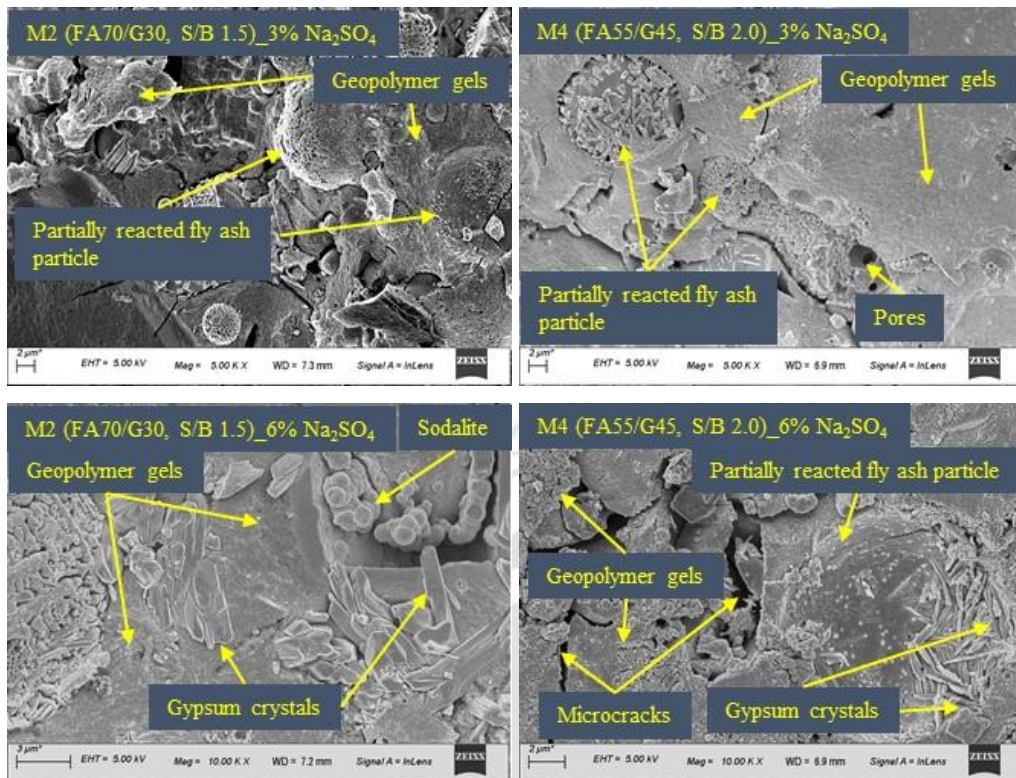 M2 (FA70/G30, S/B 1.5)_3% Na₂SO₄
Geopolymer gels
Partially reacted fly ash
particle
2 µm*
EHT = 5.00 kV
Mag = 5.00 K X
WD = 7.3 mm
Signal A = InLens
ZEISS
M4 (FA55/G45, S/B 2.0)_3% Na₂SO₄
Geopolymer gels
Partially reacted fly ash
particle
Pores
2 µm*
EHT = 5.00 kV
Mag = 5.00 K X
WD = 6.9 mm
Signal A = InLens
ZEISS
M2 (FA70/G30, S/B 1.5)_6% Na₂SO₄
Sodalite
Geopolymer gels
Gypsum crystals
3 µm*
EHT = 5.00 kV
Mag = 10.00 K X
WD = 7.2 mm
Signal A = InLens
ZEISS
M4 (FA55/G45, S/B 2.0)_6% Na₂SO₄
Partially reacted fly ash particle
Geopolymer gels
Microcracks
Gypsum crystals
2 µm*
EHT = 5.00 kV
Mag = 10.00 K X
WD = 6.9 mm
Signal A = InLens
ZEISS